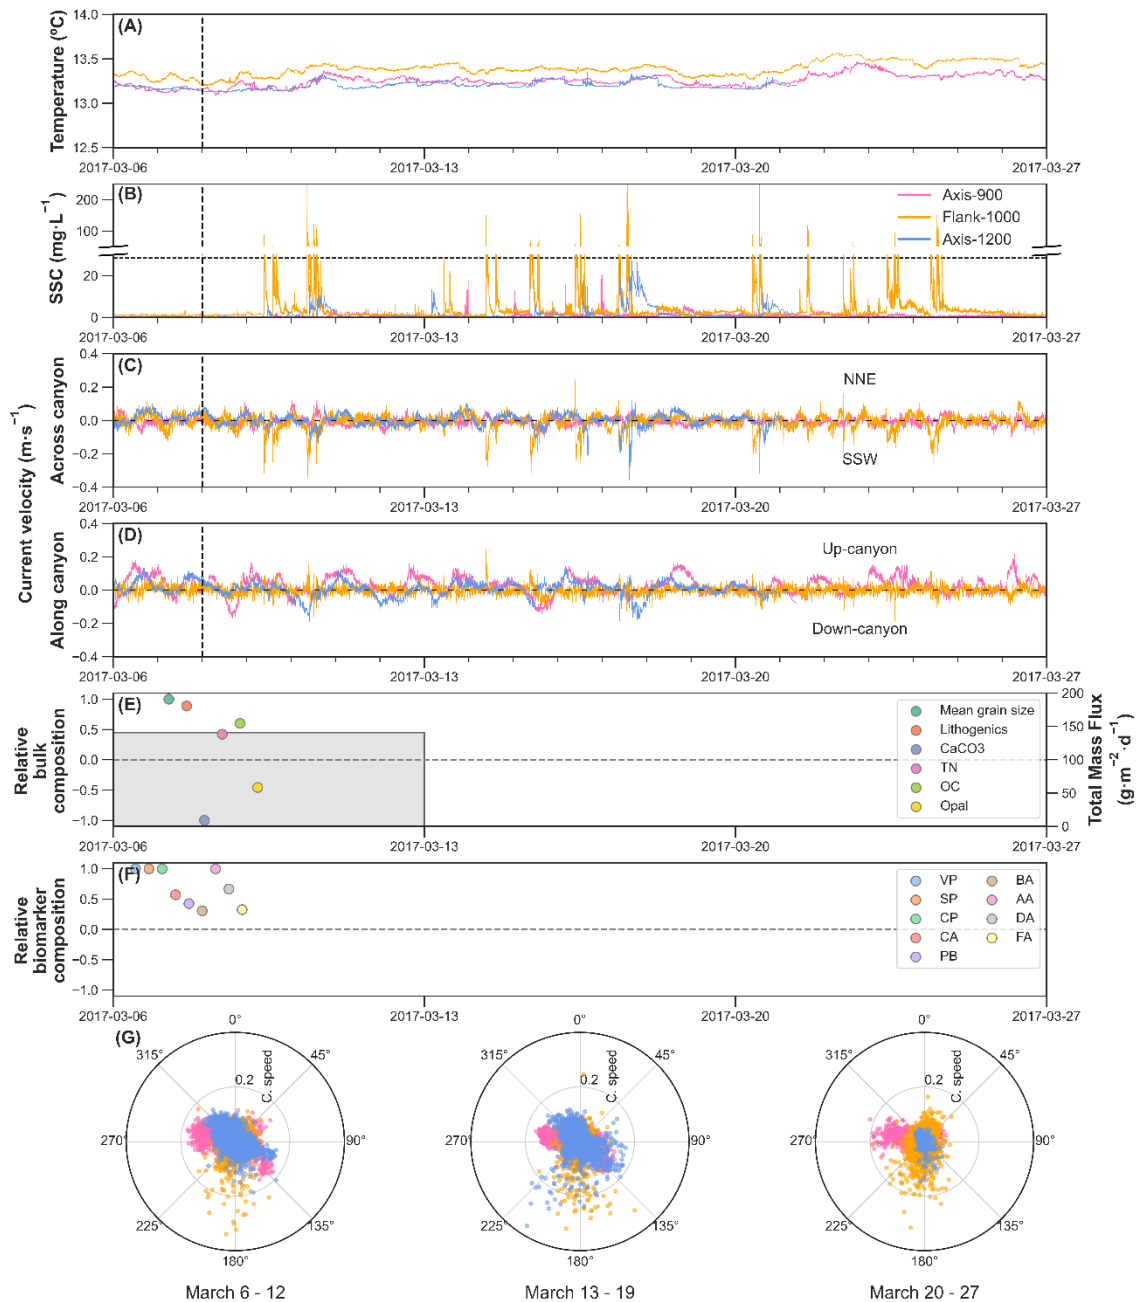 (A)
Temperature (°C)
14.0
13.5
13.0
12.5
2017-03-06
2017-03-13
2017-03-20
2017-03-27
(B)
SSC (mg·L⁻¹)
200
100
20
0
Axis-900
Flank-1000
Axis-1200
2017-03-06
2017-03-13
2017-03-20
2017-03-27
Current velocity (m·s⁻¹)
(C)
Across canyon
0.4
0.2
0.0
−0.2
−0.4
NNE
SSW
2017-03-06
2017-03-13
2017-03-20
2017-03-27
(D)
Along canyon
0.4
0.2
0.0
−0.2
−0.4
Up-canyon
Down-canyon
2017-03-06
2017-03-13
2017-03-20
2017-03-27
(E)
Relative
bulk
composition
1.0
0.5
0.0
−0.5
−1.0
Mean grain size
Lithogenics
CaCO3
TN
OC
Opal
200
150
100
50
0
Total Mass Flux
(g·m⁻²·d⁻¹)
2017-03-06
2017-03-13
2017-03-20
2017-03-27
(F)
Relative
biomarker
composition
1.0
0.5
0.0
−0.5
−1.0
VP
SP
CP
CA
PB
BA
AA
DA
FA
2017-03-06
2017-03-13
2017-03-20
2017-03-27
(G)
0°
45°
90°
135°
180°
225°
270°
315°
0.2
C. speed
March 6 - 12
0°
45°
90°
135°
180°
225°
270°
315°
0.2
C. speed
March 13 - 19
0°
45°
90°
135°
180°
225°
270°
315°
0.2
C. speed
March 20 - 27